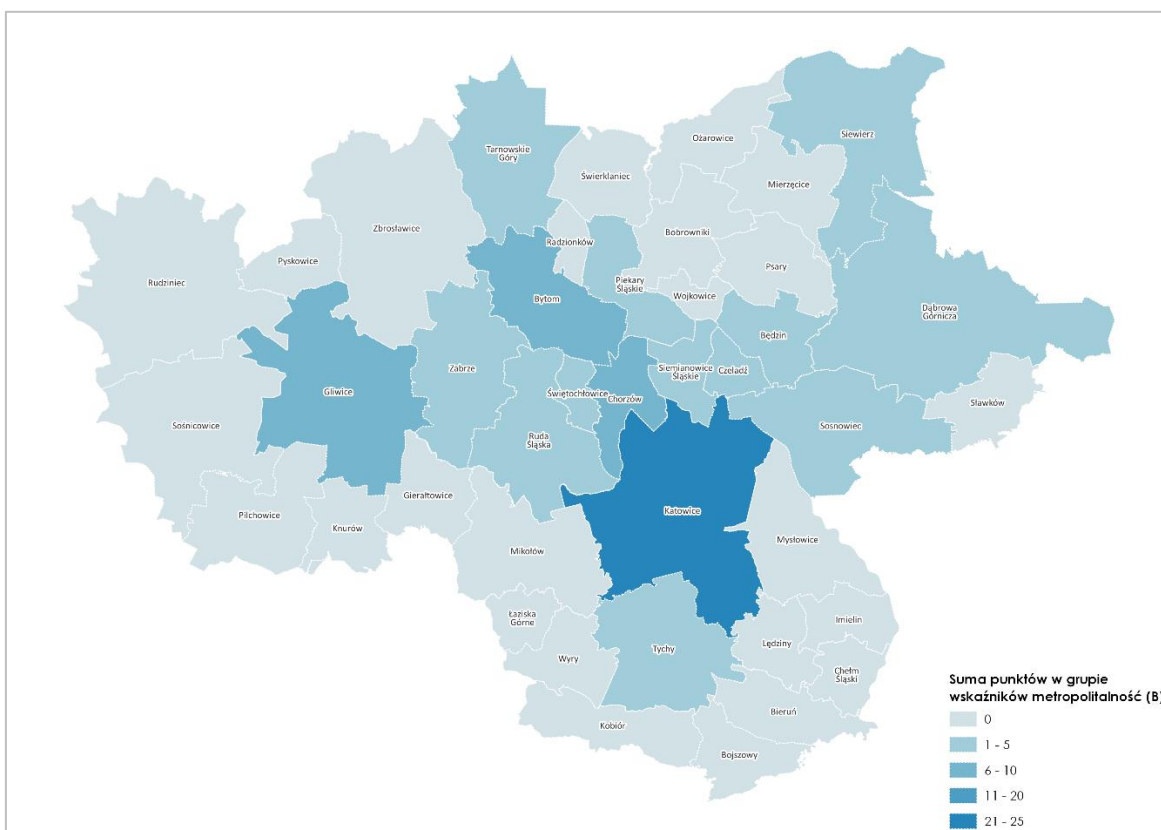 Siewierz
Ożarowice
Tarnowskie
Góry
Świerklaniec
Mierzęcice
Zbrosławice
Bobrowniki
Radzionków
Pyskowice
Psary
Rudziniec
Piekary
Śląskie
Wojkowice
Bytom
Dąbrowa
Górnicza
Będzin
Zabrze
Siemianowice
Śląskie
Czeladź
Gliwice
Świętochłowice
Chorzów
Sławków
Sośnicowice
Sosnowiec
Ruda
Śląska
Gierałtowice
Katowice
Pilchowice
Knurów
Mysłowice
Mikołów
Łaziska
Górne
Imielin
Lędziny
Tychy
Wyry
Chełm
Śląski
Bieruń
Kobiór
Bojszowy
Suma punktów w grupie
wskaźników metropolitalność (B)
0
1 - 5
6 - 10
11 - 20
21 - 25